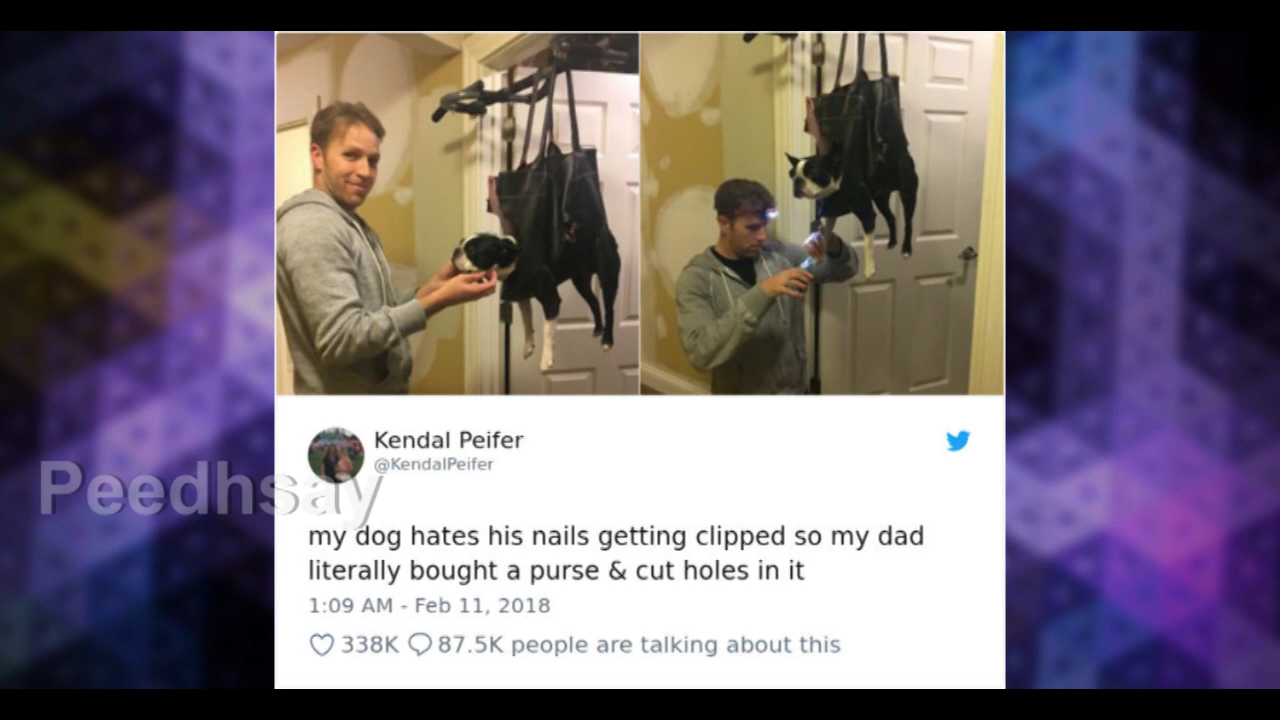 Kendal Peifer
@KendalPeifer
Peedhsay
my dog hates his nails getting clipped so my dad
literally bought a purse & cut holes in it
1:09 AM - Feb 11, 2018
338K 87.5K people are talking about this